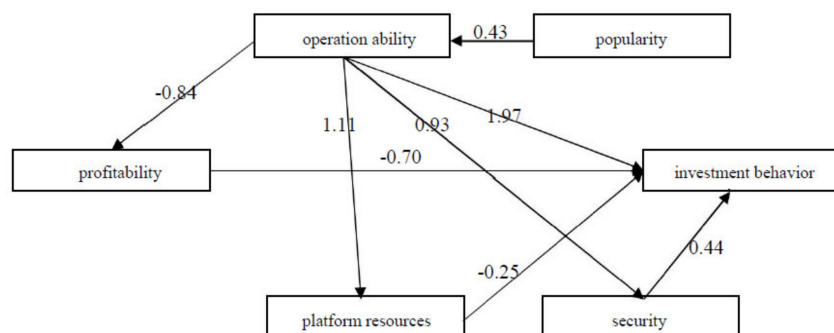 operation ability
0.43
popularity
-0.84
1.11
0.93
1.97
profitability
-0.70
investment behavior
-0.25
0.44
platform resources
security